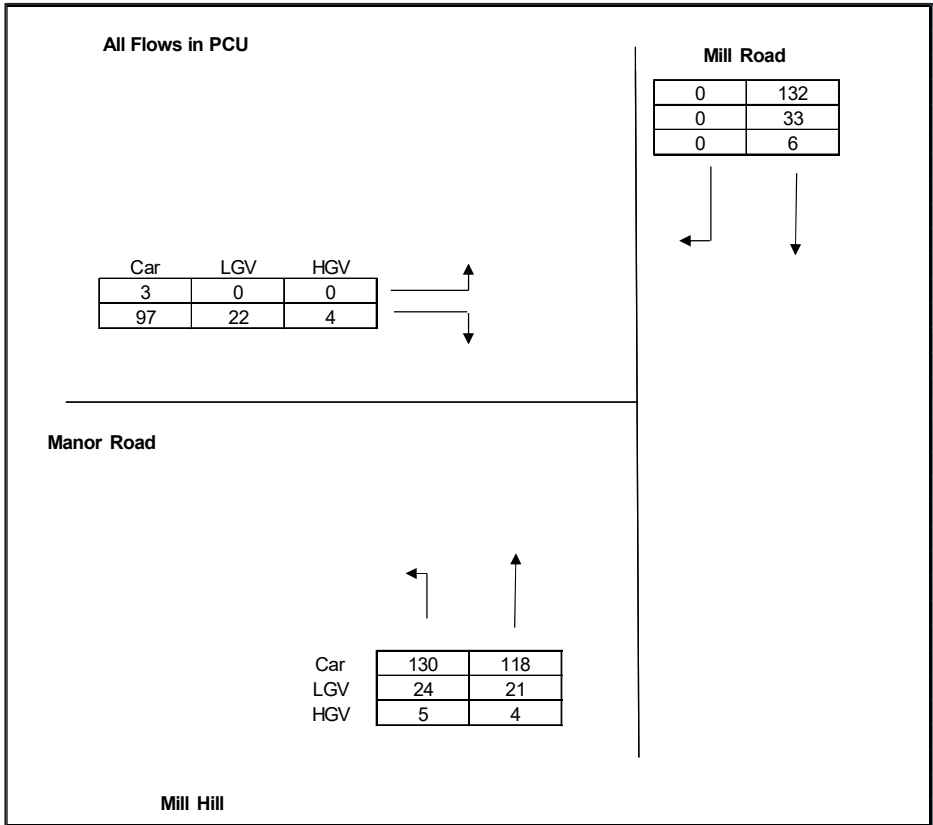 All Flows in PCU
Mill Road
0 132
0 33
0 6
Car LGV HGV
3 0 0
97 22 4
Manor Road
Car 130 118
LGV 24 21
HGV 5 4
Mill Hill